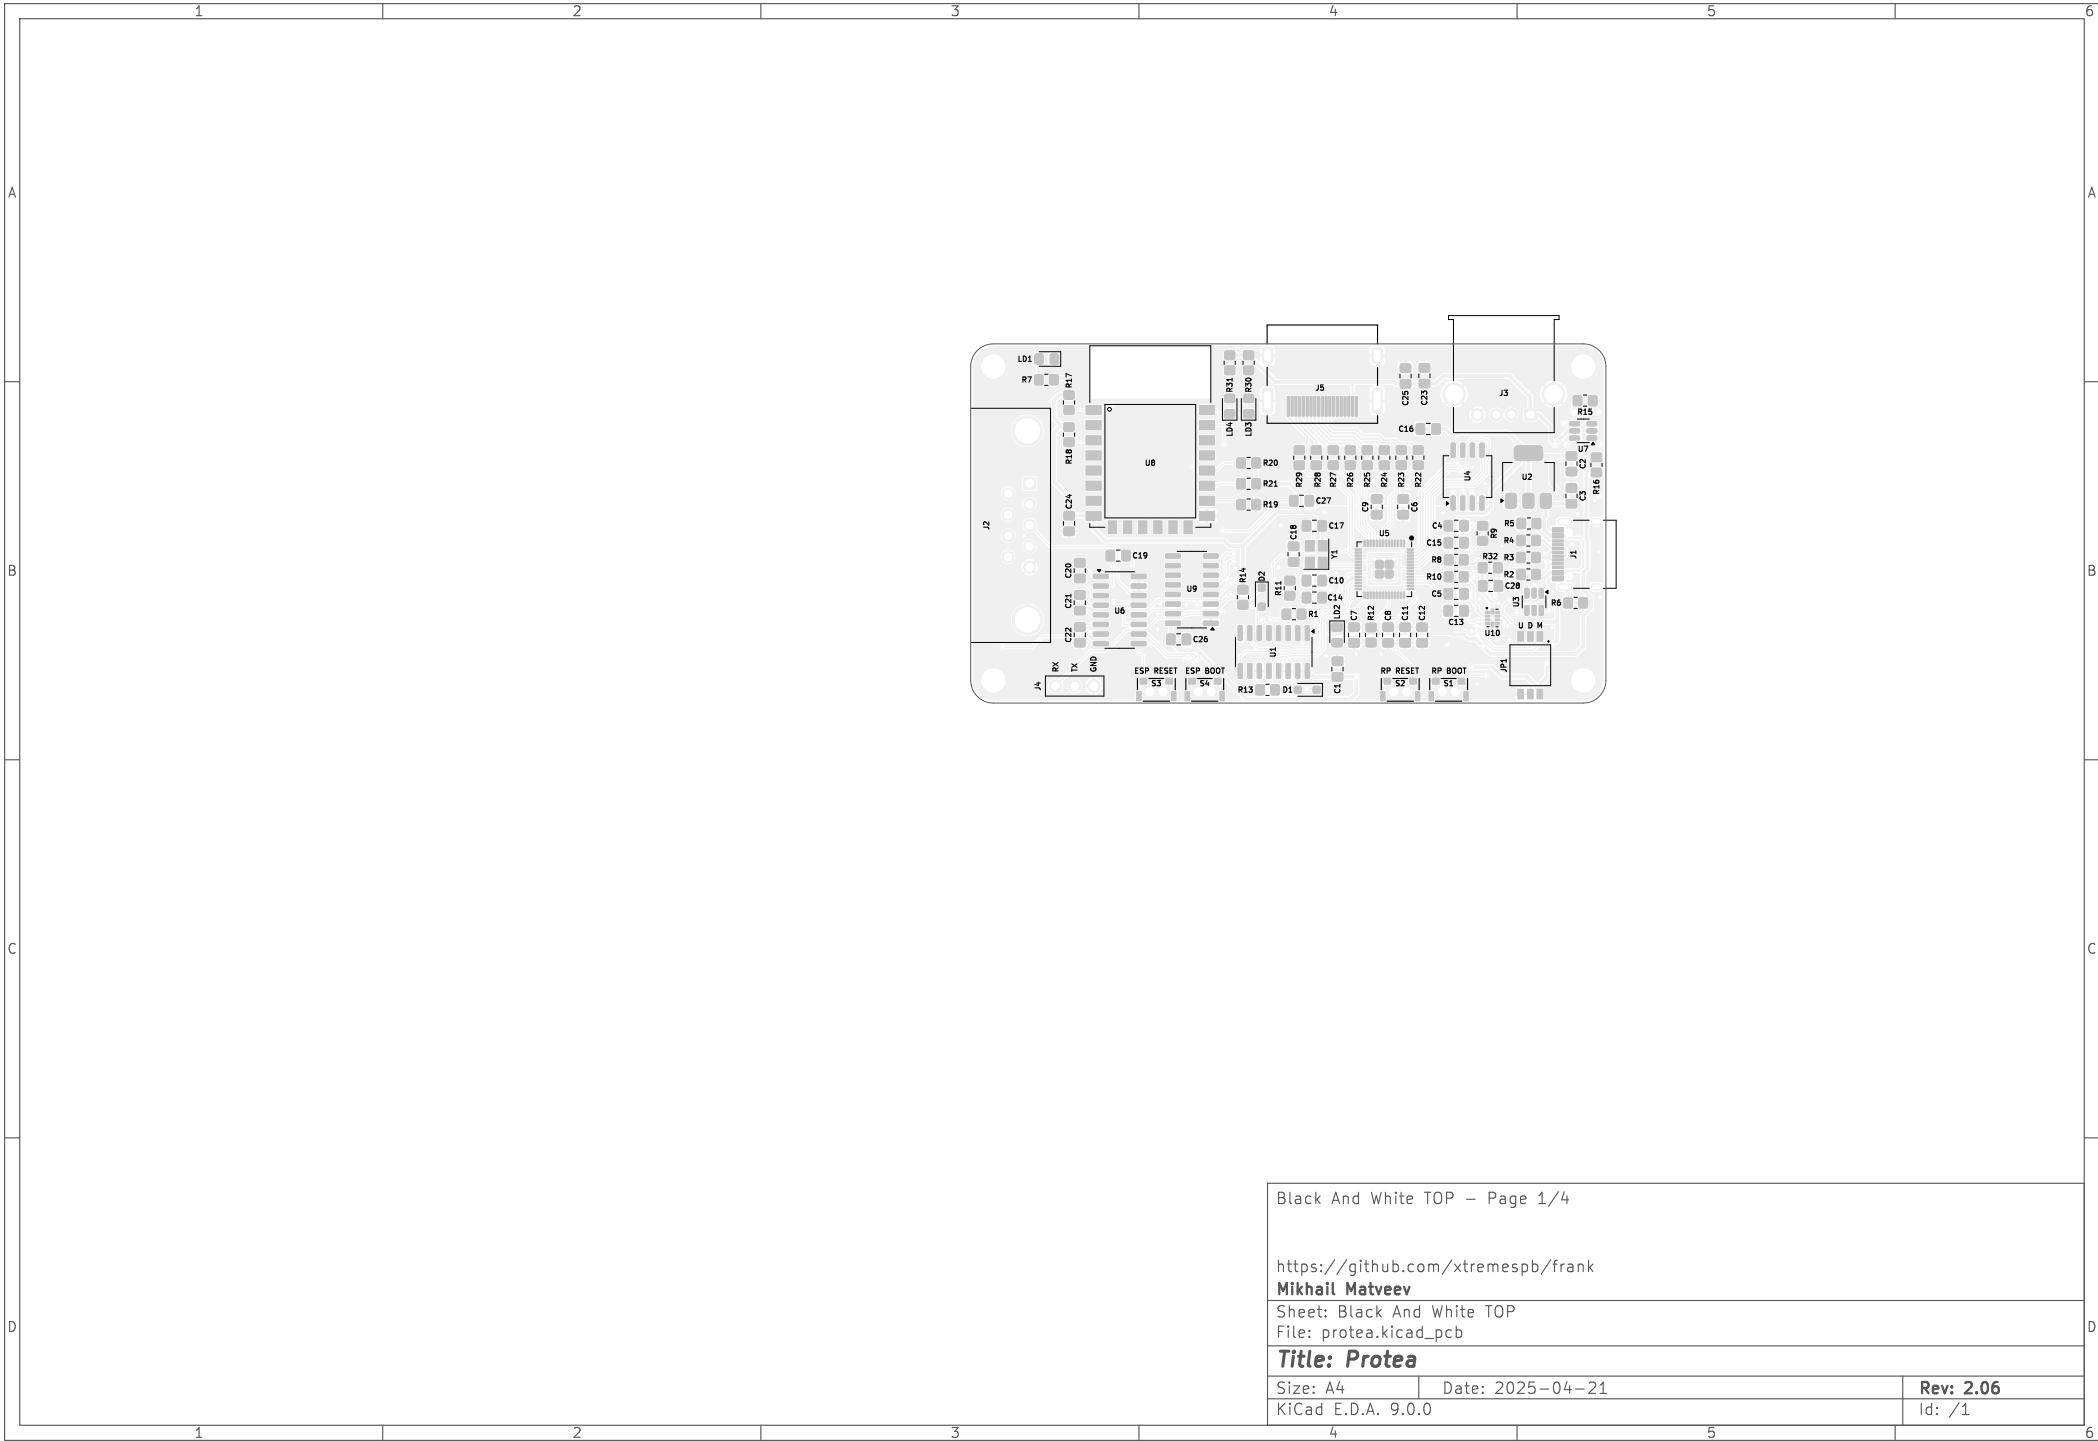 1 2 3 4 5 6
A A
LD1
R7
R17
R31
R30
J5
C25
C23
J3
R15
LD4
LD3
C16
R18
U7
U8
R20
C2
R29
R28
R27
R26
R25
R24
R23
R22
U4
U2
R16
R21
C24
R19
C27
C9
C6
C3
J2
C18
C17
U5
C4
R9
R5
C15
R4
C19
Y1
R8
R32
R3
J1
B B
C20
R14
D2
R11
C10
R10
R2
C28
U9
C21
C14
C5
U3
R6
U6
R1
LD2
C7
R12
C8
C11
C12
C13
U10
U D M
C22
C26
U1
RX
TX
GND
JP1
ESP RESET
ESP BOOT
RP RESET
RP BOOT
J4
S3
S4
R13
D1
C1
S2
S1
C C
Black And White TOP – Page 1/4
https://github.com/xtremespb/frank
Mikhail Matveev
Sheet: Black And White TOP
File: protea.kicad_pcb
D D
Title: Protea
Size: A4
Date: 2025-04-21
Rev: 2.06
KiCad E.D.A. 9.0.0
Id: /1
1 2 3 4 5 6